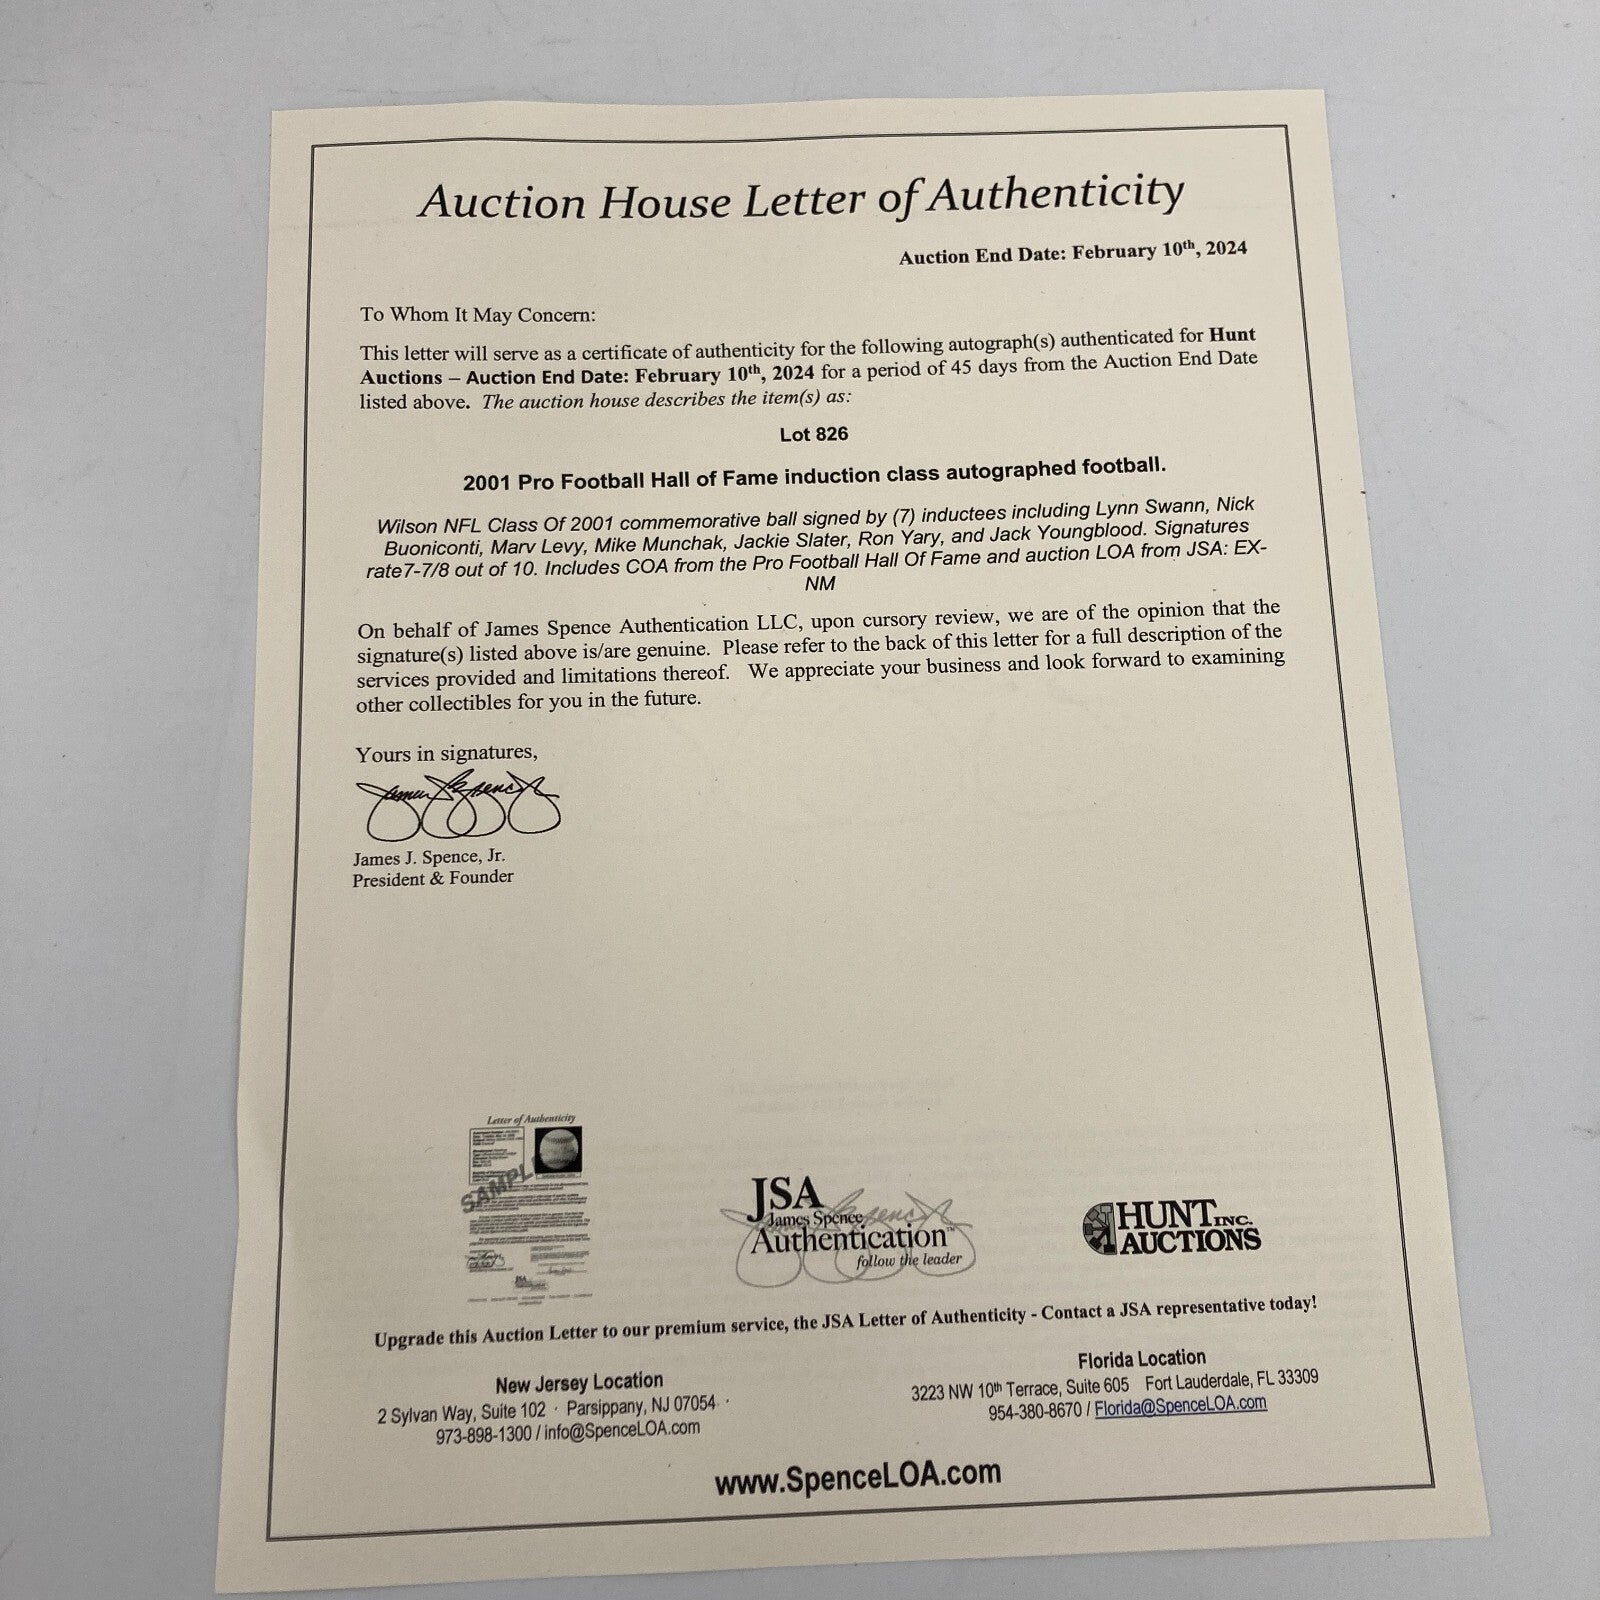 Auction House Letter of Authenticity
Auction End Date: February 10th, 2024
To Whom It May Concern:
This letter will serve as a certificate of authenticity for the following autograph(s) authenticated for Hunt
Auctions – Auction End Date: February 10th, 2024 for a period of 45 days from the Auction End Date
listed above. The auction house describes the item(s) as:
Lot 826
2001 Pro Football Hall of Fame induction class autographed football.
Wilson NFL Class Of 2001 commemorative ball signed by (7) inductees including Lynn Swann, Nick
Buoniconti, Marv Levy, Mike Munchak, Jackie Slater, Ron Yary, and Jack Youngblood. Signatures
rate7-7/8 out of 10. Includes COA from the Pro Football Hall Of Fame and auction LOA from JSA: EX-
NM
On behalf of James Spence Authentication LLC, upon cursory review, we are of the opinion that the
signature(s) listed above is/are genuine. Please refer to the back of this letter for a full description of the
services provided and limitations thereof. We appreciate your business and look forward to examining
other collectibles for you in the future.
Yours in signatures,
James J. Spence, Jr.
President & Founder
Letter of Authenticity
SAMPL
JSA
James Spence
Authentication™
follow the leader
HUNT INC.
AUCTIONS
Upgrade this Auction Letter to our premium service, the JSA Letter of Authenticity - Contact a JSA representative today!
New Jersey Location
2 Sylvan Way, Suite 102 · Parsippany, NJ 07054 ·
973-898-1300 / info@SpenceLOA.com
Florida Location
3223 NW 10th Terrace, Suite 605 Fort Lauderdale, FL 33309
954-380-8670 / Florida@SpenceLOA.com
www.SpenceLOA.com